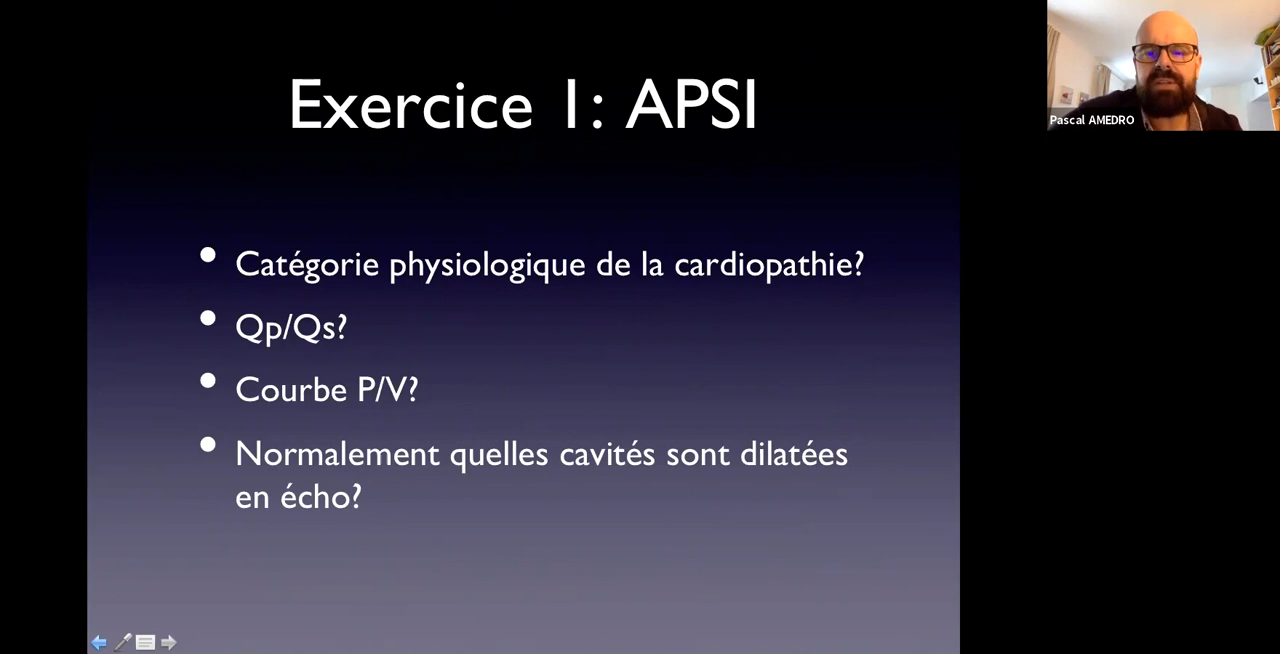 Exercice 1: APSI
• Catégorie physiologique de la cardiopathie?
• Qp/Qs?
• Courbe P/V?
• Normalement quelles cavités sont dilatées
en écho?
Pascal AMEDRO